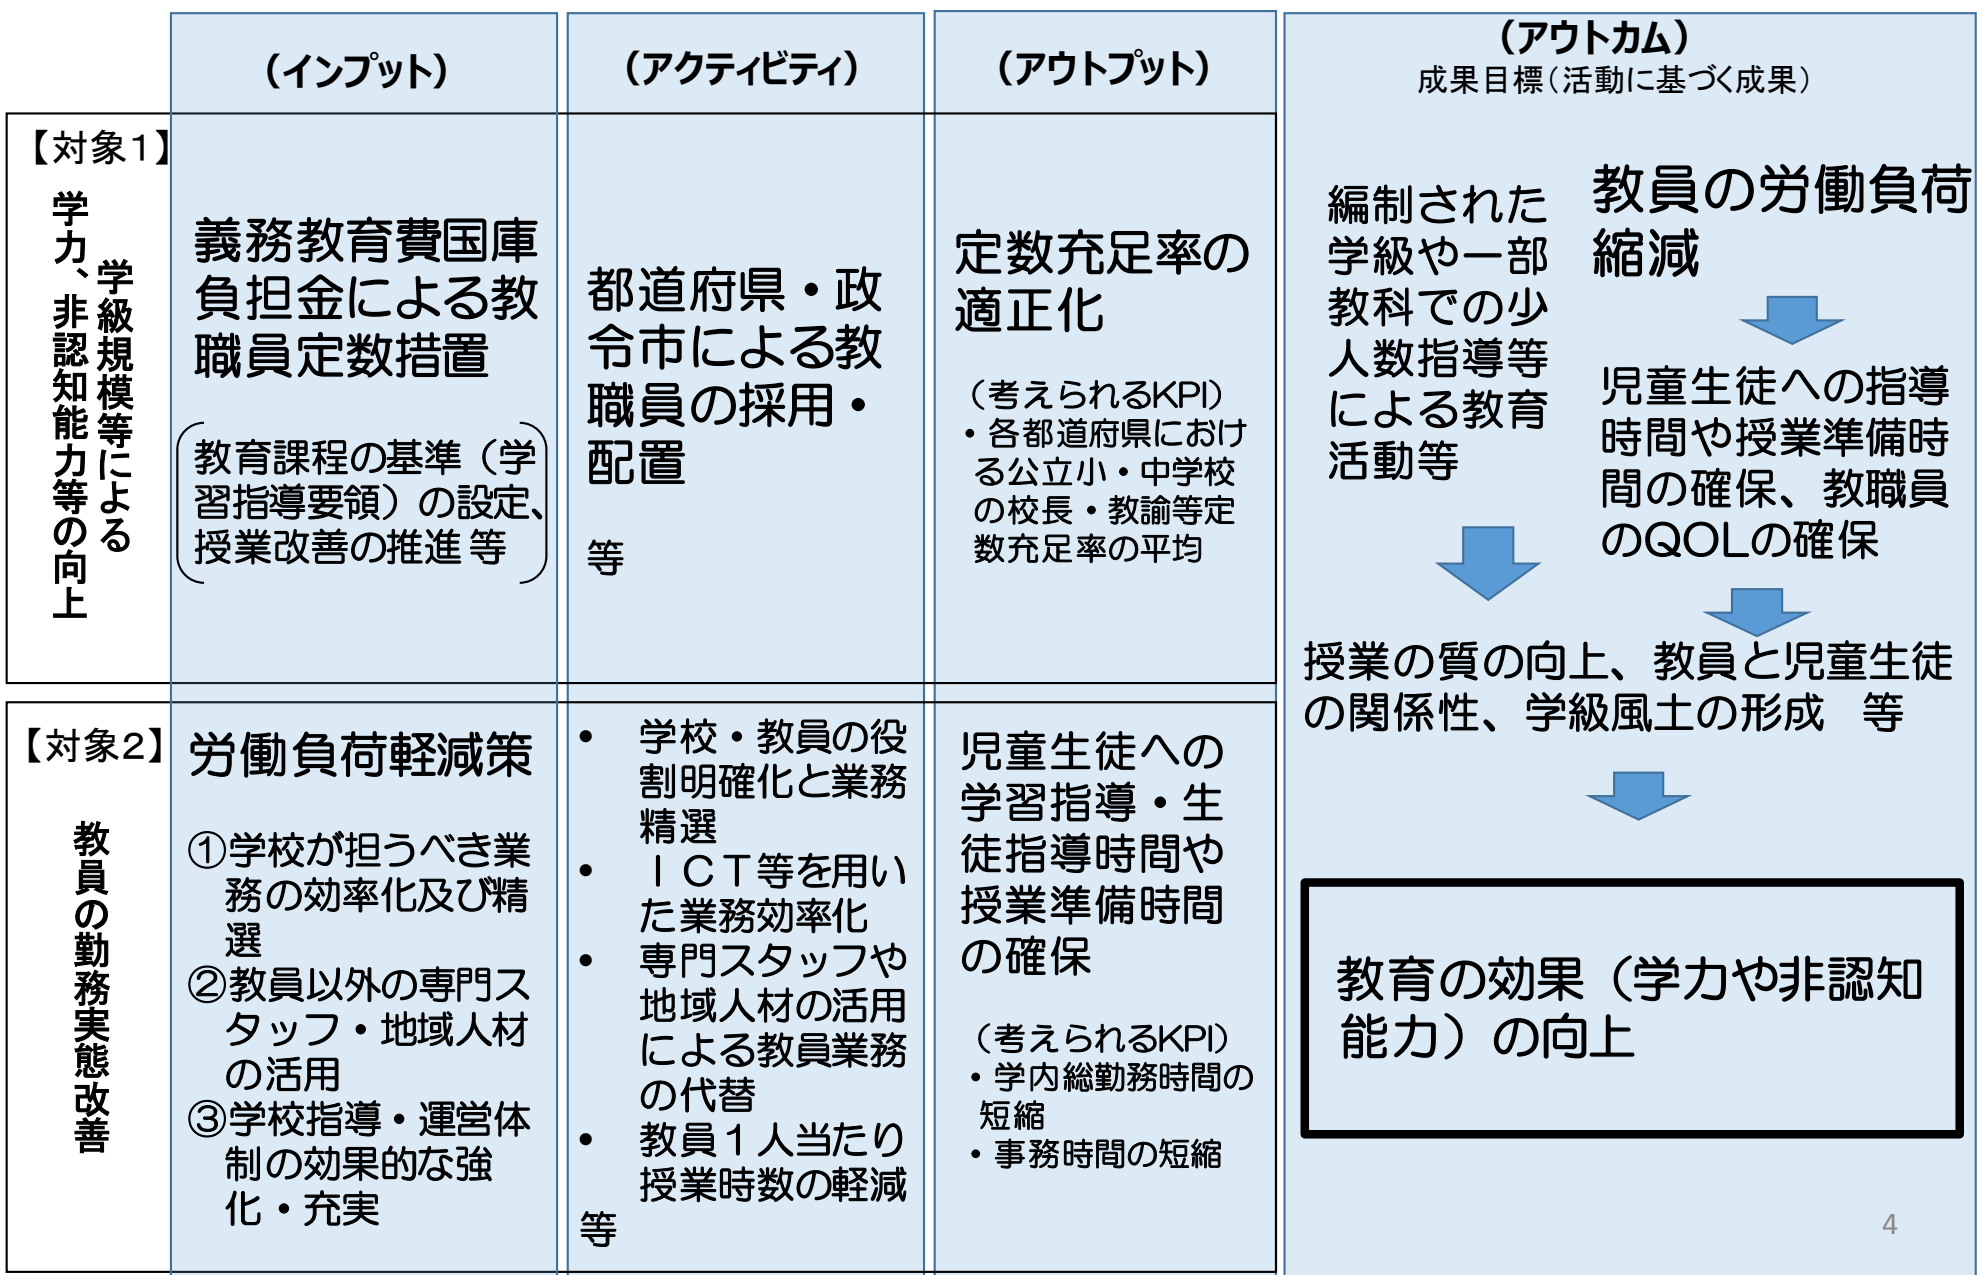 （インプット）
（アクティビティ）
（アウトプット）
（アウトカム）
成果目標（活動に基づく成果）
【対象１】
学級規模等による
学力、非認知能力等の向上
義務教育費国庫
負担金による教
職員定数措置
教育課程の基準（学
習指導要領）の設定、
授業改善の推進 等
都道府県・政
令市による教
職員の採用・
配置
等
定数充足率の
適正化
（考えられるKPI）
・各都道府県におけ
る公立小・中学校
の校長・教諭等定
数充足率の平均
編制された
学級や一部
教科での少
人数指導等
による教育
活動等
教員の労働負荷
縮減
児童生徒への指導
時間や授業準備時
間の確保、教職員
のQOLの確保
授業の質の向上、教員と児童生徒
の関係性、学級風土の形成　等
【対象２】
教員の勤務実態改善
労働負荷軽減策
①学校が担うべき業
務の効率化及び精
選
②教員以外の専門ス
タッフ・地域人材
の活用
③学校指導・運営体
制の効果的な強
化・充実
• 学校・教員の役
割明確化と業務
精選
• ＩＣＴ等を用い
た業務効率化
• 専門スタッフや
地域人材の活用
による教員業務
の代替
• 教員１人当たり
授業時数の軽減
等
児童生徒への
学習指導・生
徒指導時間や
授業準備時間
の確保
（考えられるKPI）
・学内総勤務時間の
短縮
・事務時間の短縮
教育の効果（学力や非認知
能力）の向上
4